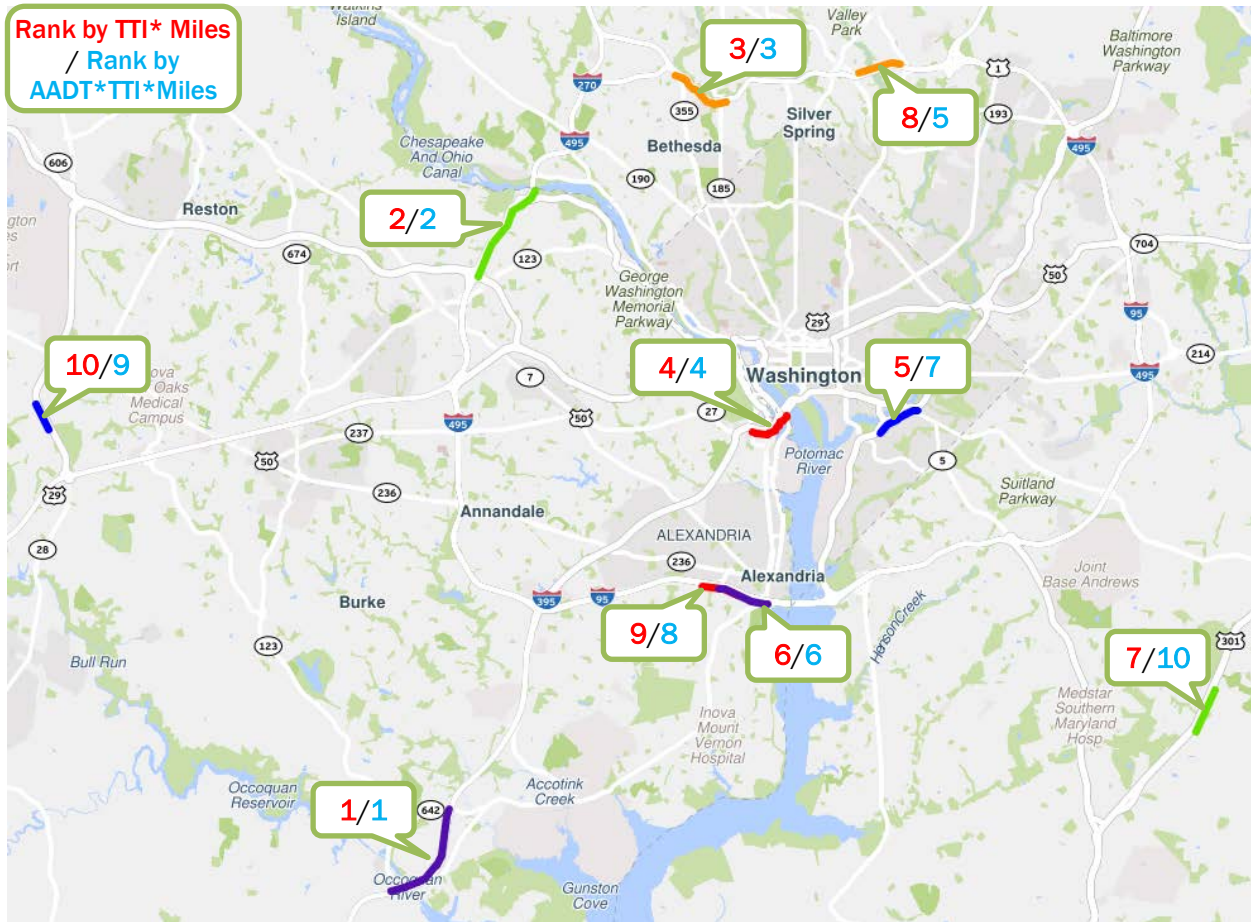 Rank by TTI* Miles
/ Rank by
AADT*TTI*Miles
Watkins
Island
Valley
Park
Baltimore
Washington
Parkway
3/3
1
270
355
8/5
193
Silver
Spring
Bethesda
495
495
Chesapeake
And Ohio
Canal
606
190
185
Reston
2/2
674
123
704
50
George
Washington
Memorial
Parkway
95
29
214
10/9
Oaks
Medical
Campus
7
4/4
Washington
5/7
495
27
50
495
237
Potomac
River
50
5
29
236
Suitland
Parkway
Annandale
28
ALEXANDRIA
236
Joint
Base Andrews
Alexandria
Burke
395
95
9/8
6/6
Henson Creek
123
301
7/10
Bull Run
Medstar
Southern
Maryland
Hosp
Inova
Mount
Vernon
Hospital
Occoquan
Reservoir
Accotink
Creek
1/1
642
Occoquan
River
Gunston
Cove